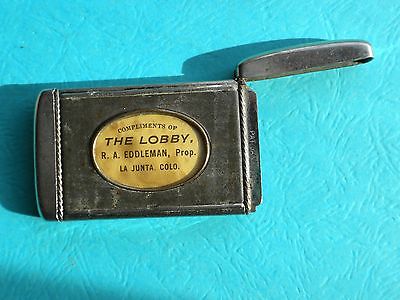 COMPLIMENTS OF
THE LOBBY,
R. A. EDDLEMAN, Prop.
LA JUNTA, COLO.